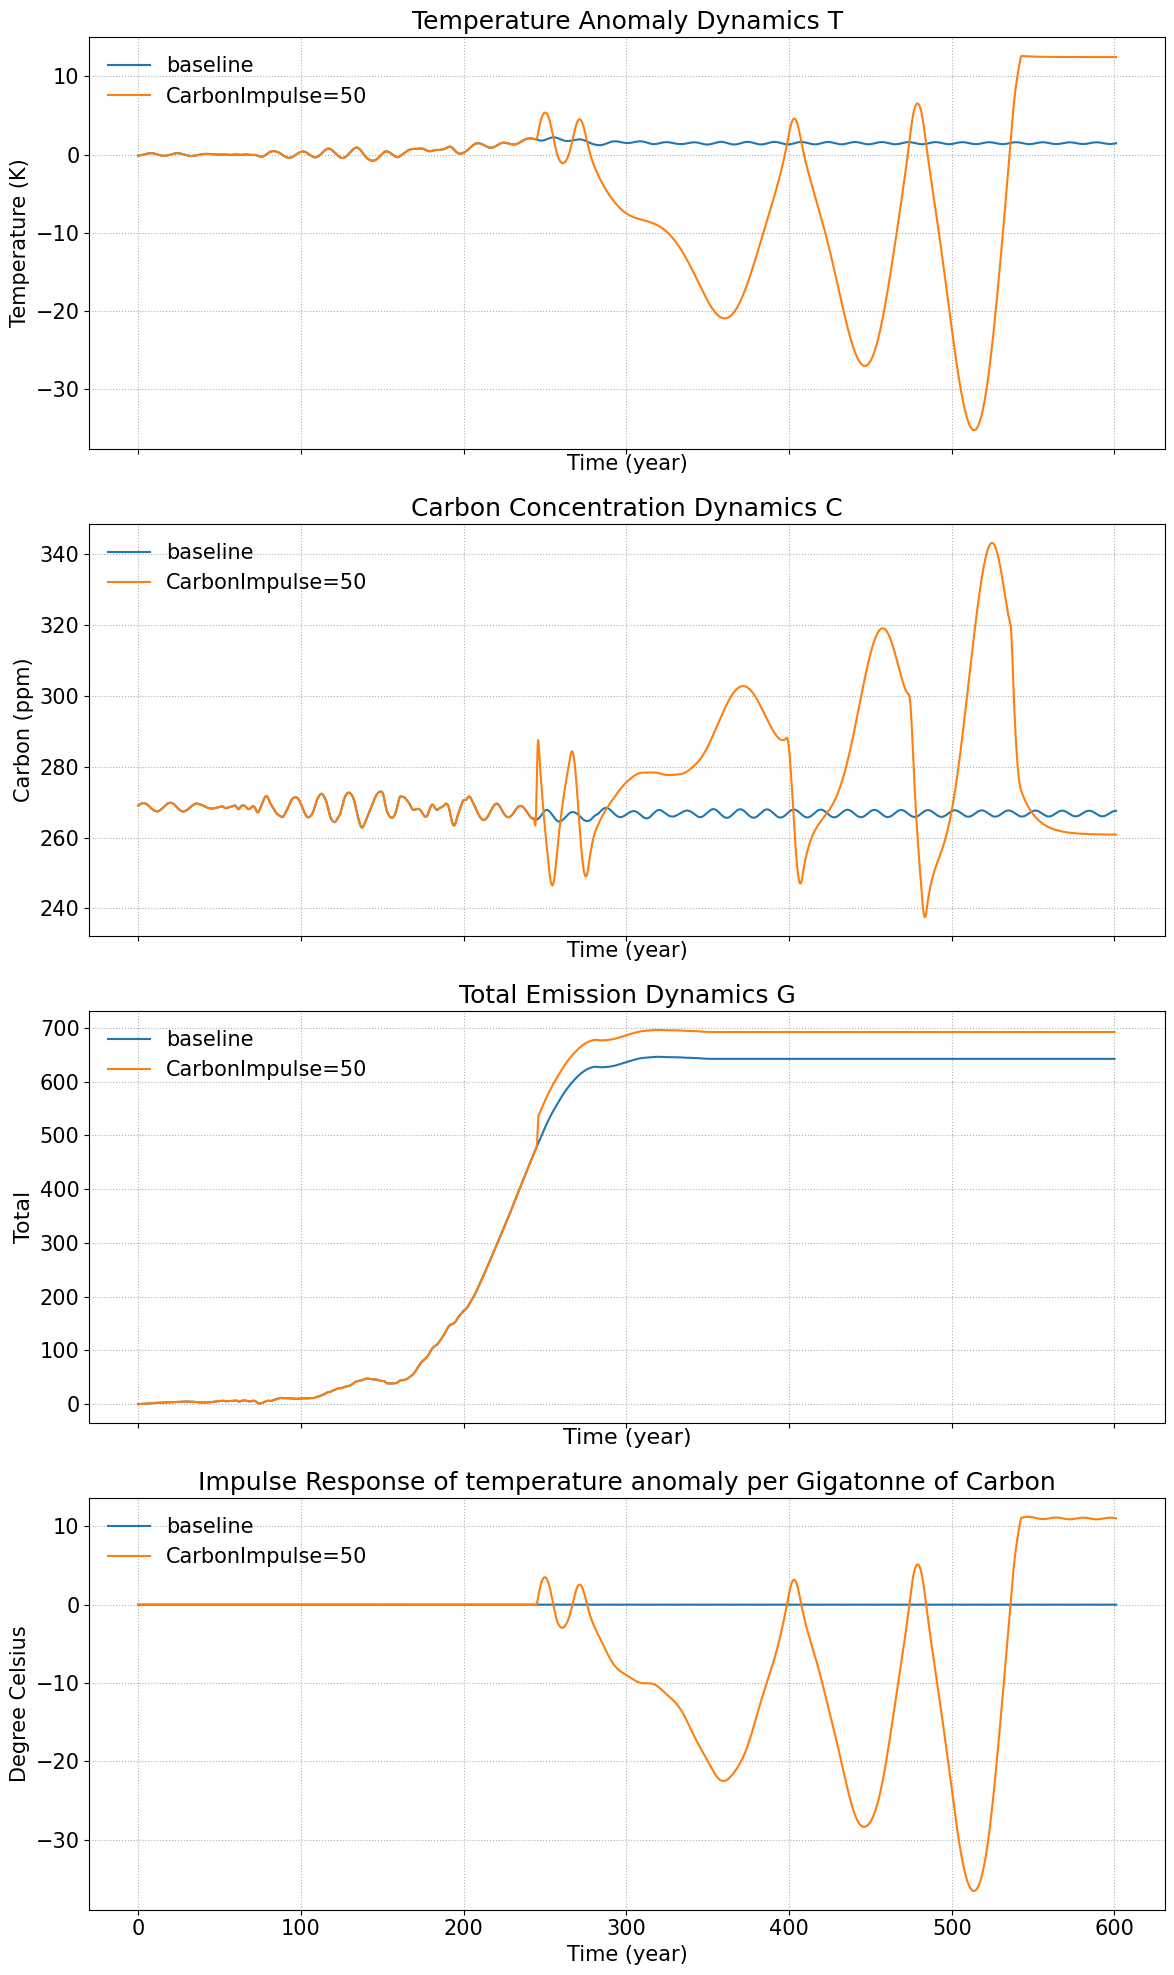 Temperature Anomaly Dynamics T
baseline
CarbonImpulse=50
10
0
−10
−20
−30
Temperature (K)
Time (year)
Carbon Concentration Dynamics C
baseline
CarbonImpulse=50
340
320
300
280
260
240
Carbon (ppm)
Time (year)
Total Emission Dynamics G
baseline
CarbonImpulse=50
700
600
500
400
300
200
100
0
Total
Time (year)
Impulse Response of temperature anomaly per Gigatonne of Carbon
baseline
CarbonImpulse=50
10
0
−10
−20
−30
Degree Celsius
0 100 200 300 400 500 600
Time (year)